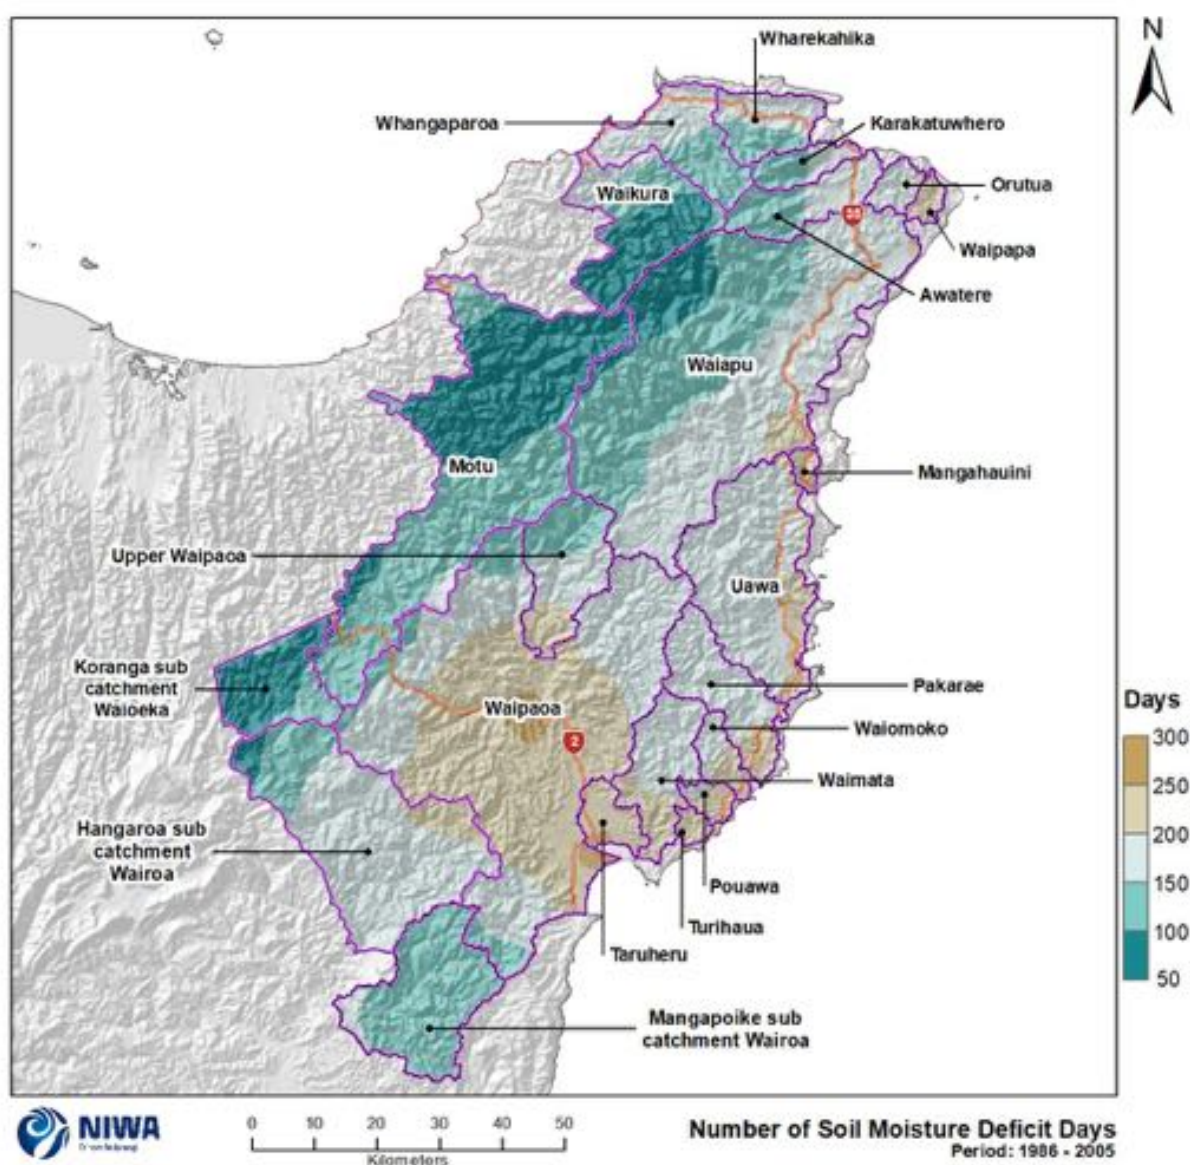 N
Wharekahika
Whangaparoa
Karakatuwhero
Waikura
Orutua
35
Waipapa
Awatere
Waiapu
Motu
Mangahauini
Upper Waipaoa
Uawa
Koranga sub
catchment
Waioeka
Pakarae
Waipaoa
Waiomoko
2
Waimata
Hangaroa sub
catchment
Wairoa
Pouawa
Turihaua
Taruheru
Mangapoike sub
catchment Wairoa
Days
300
250
200
150
100
50
NIWA
0 10 20 30 40 50
Kilometers
Number of Soil Moisture Deficit Days
Period: 1986 - 2005